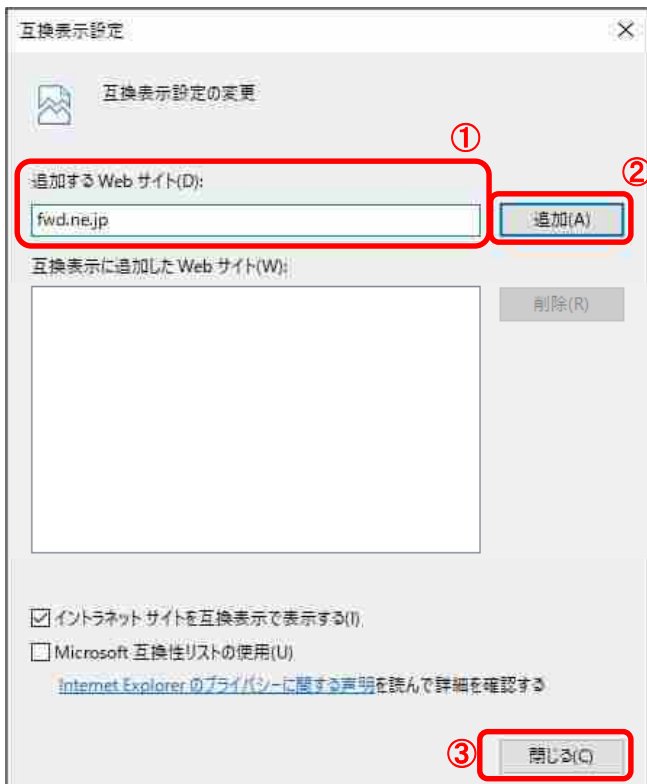 互換表示設定
互換表示設定の変更
①
②
追加する Web サイト(D):
fwd.ne.jp
追加(A)
互換表示に追加した Web サイト(W):
削除(R)
イントラネット サイトを互換表示で表示する(I)
Microsoft 互換性リストの使用(U)
Internet Explorer のプライバシーに関する声明を読んで詳細を確認する
③
閉じる(C)